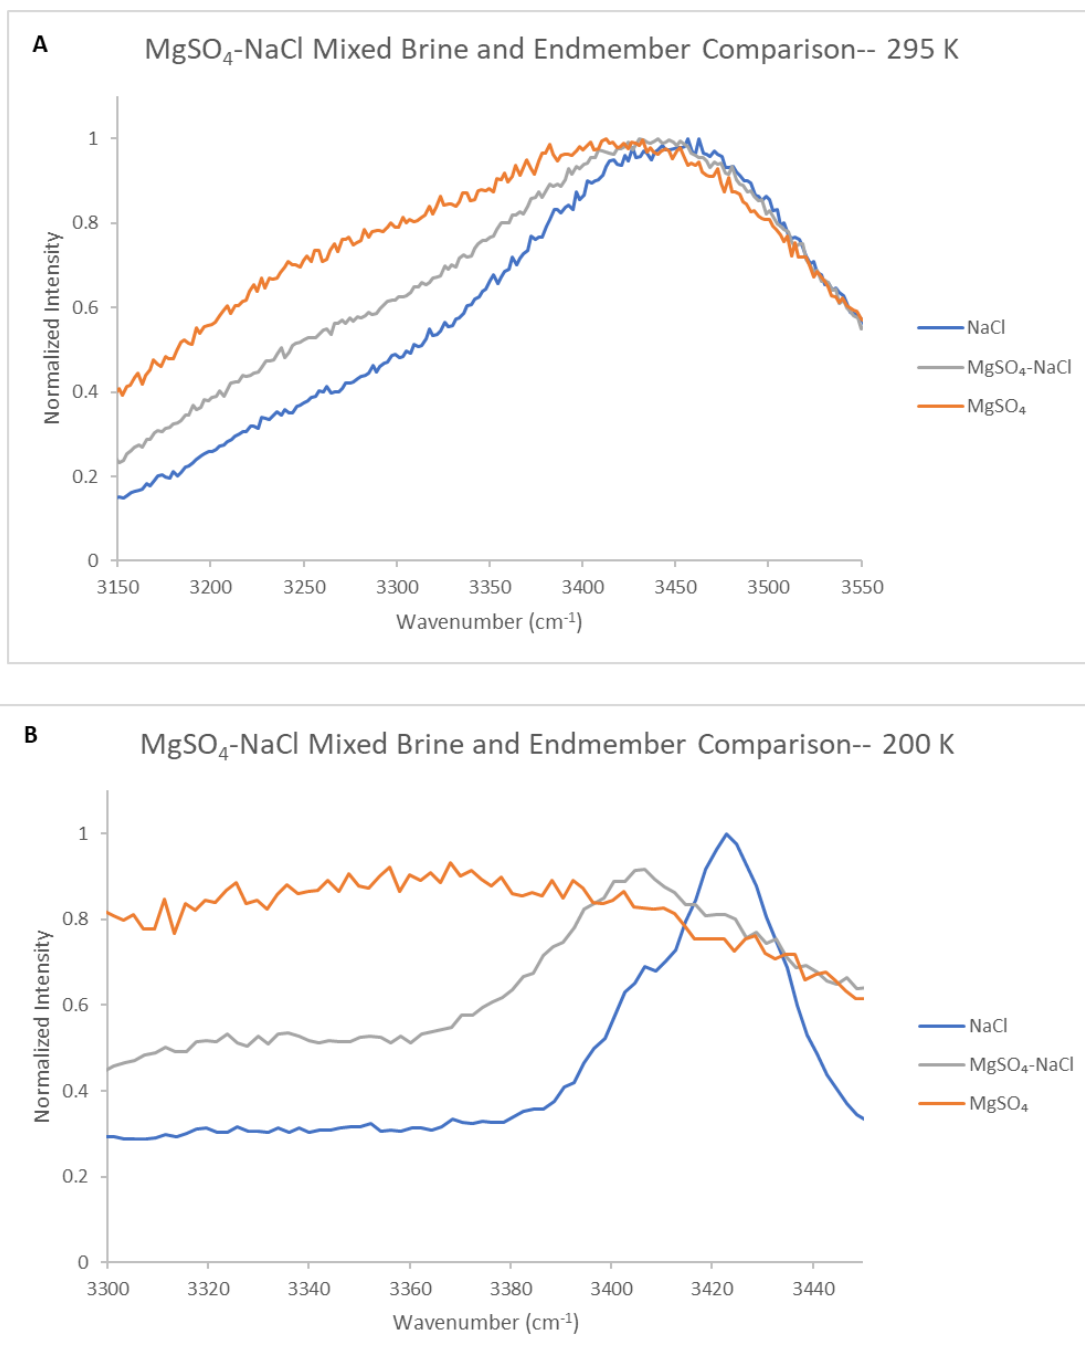 A
MgSO₄-NaCl Mixed Brine and Endmember Comparison-- 295 K
Normalized Intensity
1
0.8
0.6
0.4
0.2
0
3150 3200 3250 3300 3350 3400 3450 3500 3550
Wavenumber (cm⁻¹)
NaCl
MgSO₄-NaCl
MgSO₄
B
MgSO₄-NaCl Mixed Brine and Endmember Comparison-- 200 K
Normalized Intensity
1
0.8
0.6
0.4
0.2
0
3300 3320 3340 3360 3380 3400 3420 3440
Wavenumber (cm⁻¹)
NaCl
MgSO₄-NaCl
MgSO₄